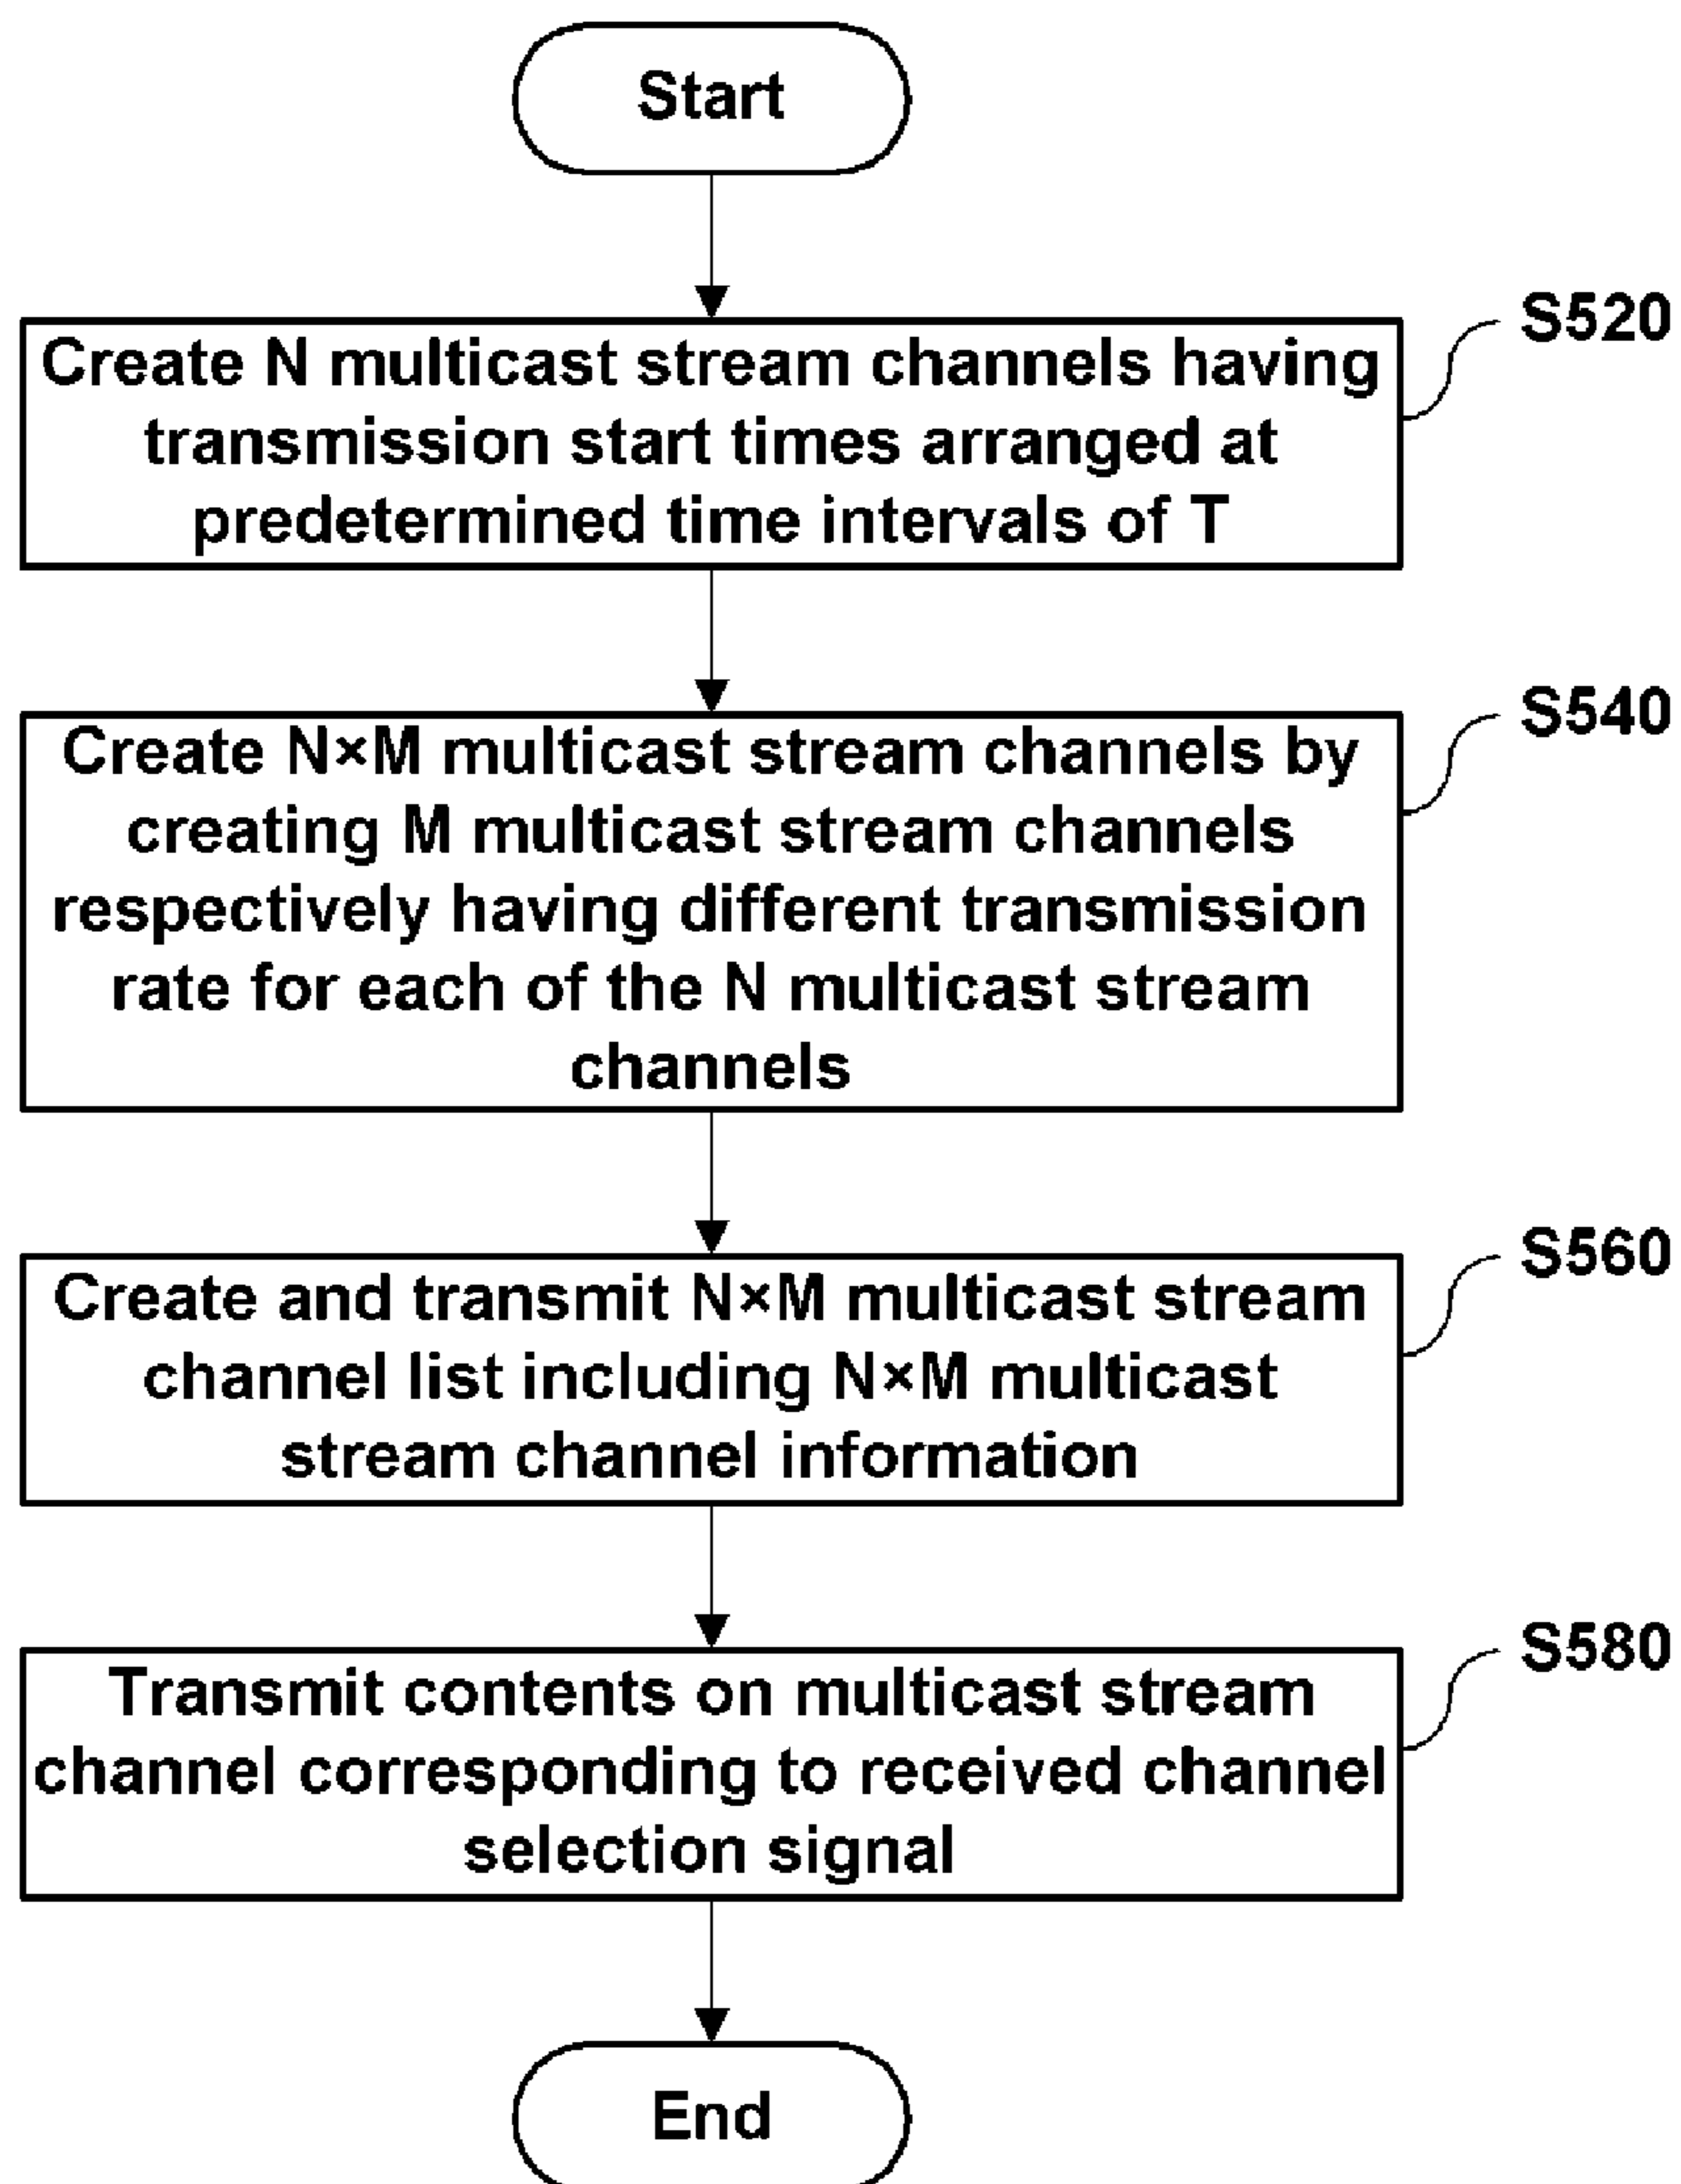 Start
S520
Create N multicast stream channels having
transmission start times arranged at
predetermined time intervals of T
S540
Create N×M multicast stream channels by
creating M multicast stream channels
respectively having different transmission
rate for each of the N multicast stream
channels
S560
Create and transmit N×M multicast stream
channel list including N×M multicast
stream channel information
S580
Transmit contents on multicast stream
channel corresponding to received channel
selection signal
End